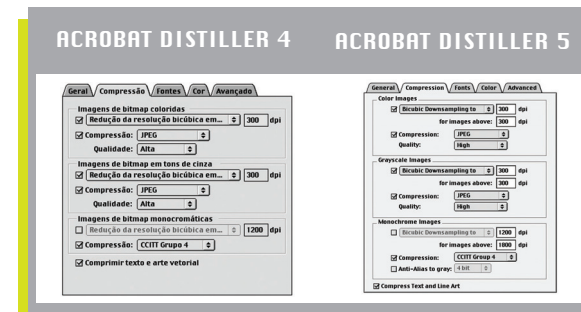 ACROBAT DISTILLER 4
ACROBAT DISTILLER 5
Geral Compressão Fontes Cor Avançado
Imagens de bitmap coloridas
Redução da resolução bicúbica em... 300 dpi
Compressão: JPEG
Qualidade: Alta
Imagens de bitmap em tons de cinza
Redução da resolução bicúbica em... 300 dpi
Compressão: JPEG
Qualidade: Alta
Imagens de bitmap monocromáticas
Redução da resolução bicúbica em... 1200 dpi
Compressão: CCITT Grupo 4
Comprimir texto e arte vetorial
General Compression Fonts Color Advanced
Color Images
Bicubic Downsampling to 300 dpi
for images above: 300 dpi
Compression: JPEG
Quality: High
Grayscale Images
Bicubic Downsampling to 300 dpi
for images above: 300 dpi
Compression: JPEG
Quality: High
Monochrome Images
Bicubic Downsampling to 1200 dpi
for images above: 1800 dpi
Compression: CCITT Group 4
Anti-Alias to gray: 4 bit
Compress Text and Line Art